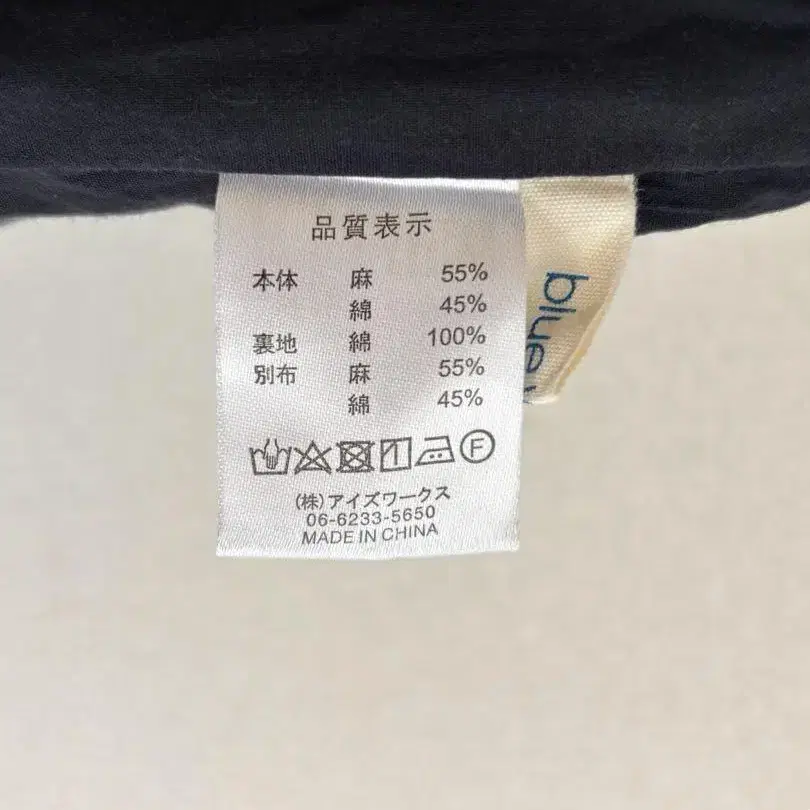 品質表示
本体 麻 55%
綿 45%
裏地 綿 100%
別布 麻 55%
綿 45%
F
(株)アイズワークス
06-6233-5650
MADE IN CHINA
blue